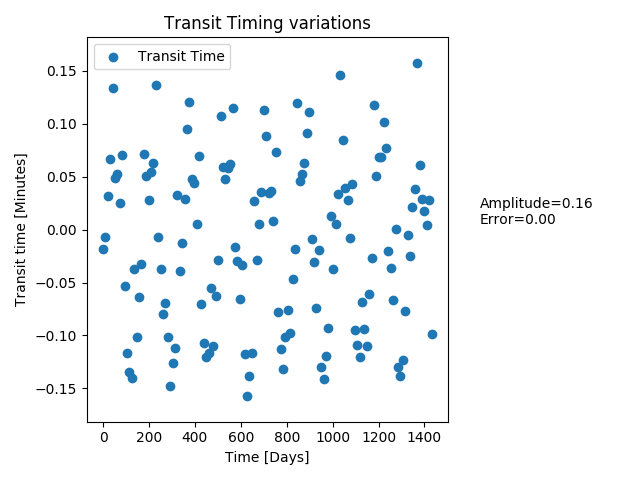 Transit Timing variations
Transit Time
0.15
0.10
0.05
0.00
−0.05
−0.10
−0.15
Transit time [Minutes]
0 200 400 600 800 1000 1200 1400
Time [Days]
Amplitude=0.16
Error=0.00